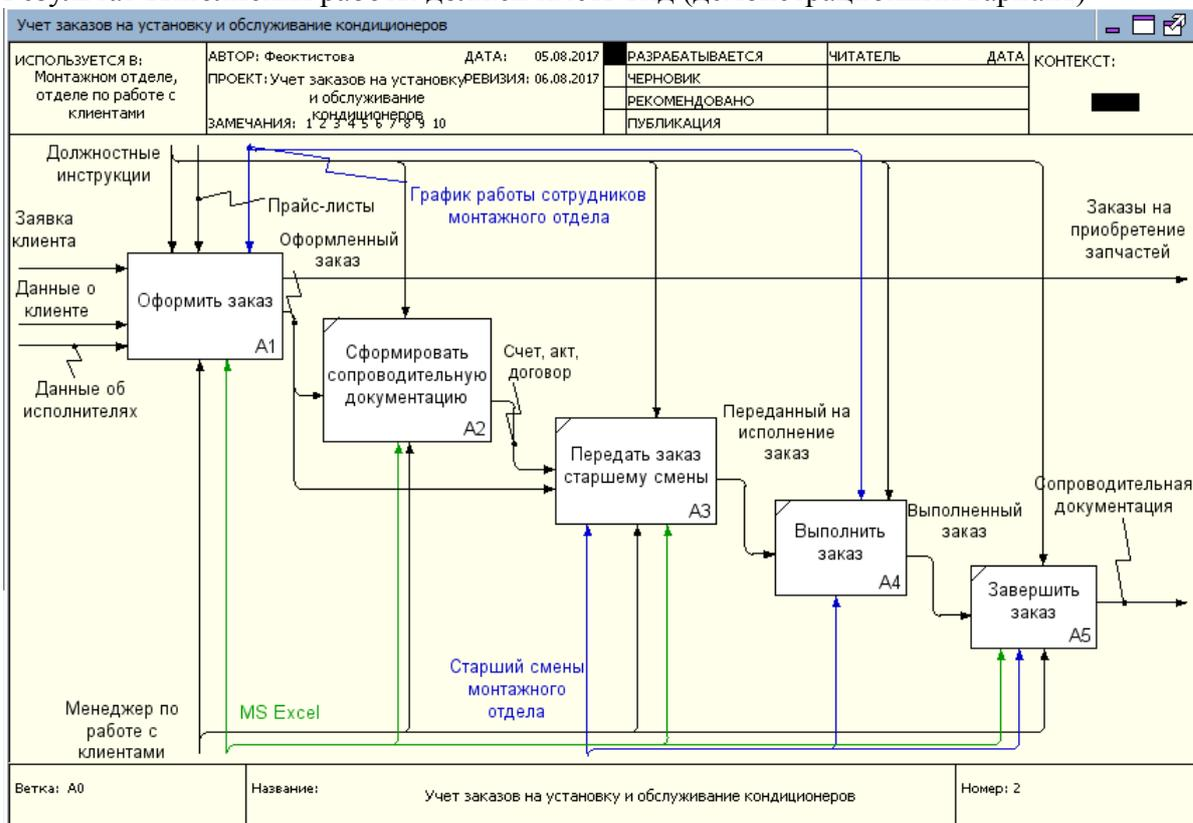 Учет заказов на установку и обслуживание кондиционеров
ИСПОЛЬЗУЕТСЯ В:
Монтажном отделе,
отделе по работе с
клиентами
АВТОР: Феоктистова
ДАТА: 05.08.2017
ПРОЕКТ: Учет заказов на установку
и обслуживание
кондиционеров
РЕВИЗИЯ: 06.08.2017
ЗАМЕЧАНИЯ: 1 2 3 4 5 6 7 8 9 10
РАЗРАБАТЫВАЕТСЯ
ЧЕРНОВИК
РЕКОМЕНДОВАНО
ПУБЛИКАЦИЯ
ЧИТАТЕЛЬ ДАТА
КОНТЕКСТ:
Должностные
инструкции
Прайс-листы
График работы сотрудников
монтажного отдела
Заявка
клиента
Оформленный
заказ
Заказы на
приобретение
запчастей
Данные о
клиенте
Оформить заказ
A1
Данные об
исполнителях
Сформировать
сопроводительную
документацию
A2
Счет, акт,
договор
Передать заказ
старшему смены
A3
Переданный на
исполнение
заказ
Выполнить
заказ
A4
Выполненный
заказ
Сопроводительная
документация
Завершить
заказ
A5
Старший смены
монтажного
отдела
MS Excel
Менеджер по
работе с
клиентами
Ветка: A0
Название:
Учет заказов на установку и обслуживание кондиционеров
Номер: 2